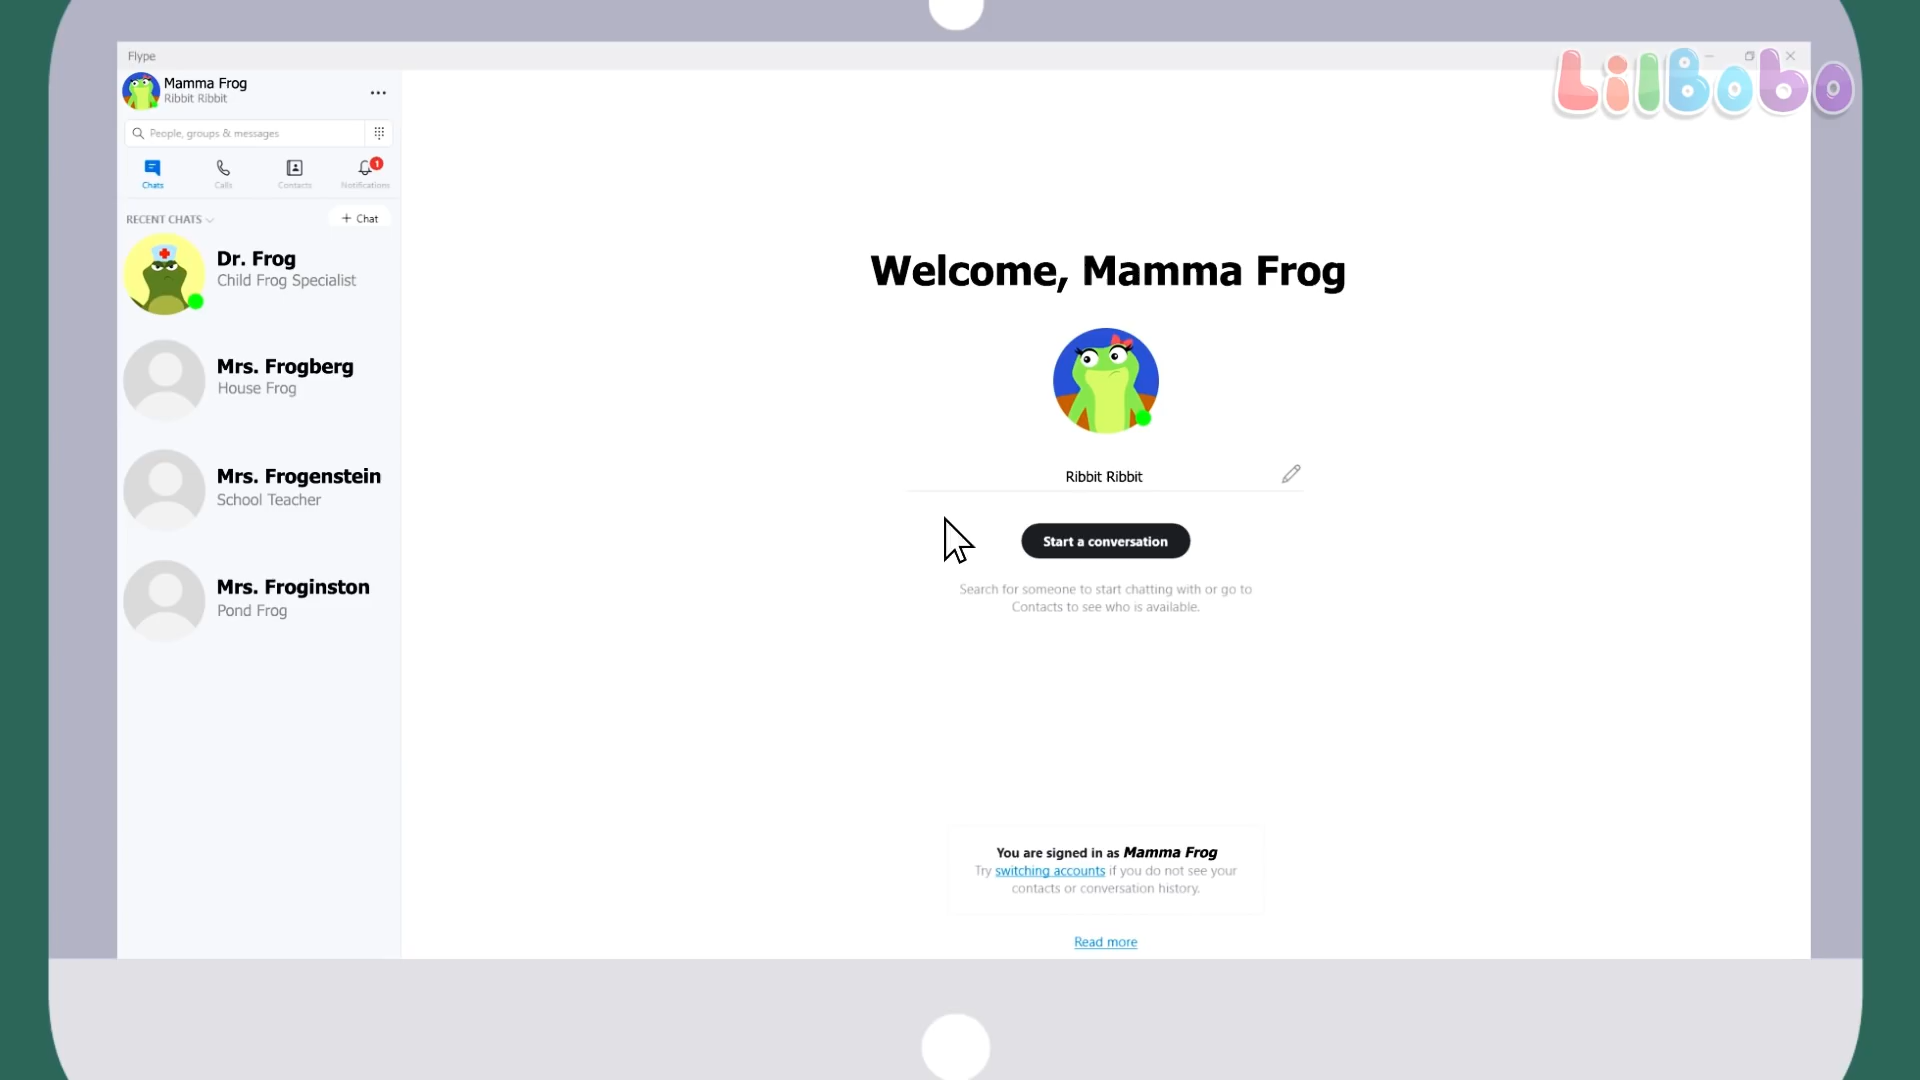 Flype
LilBobo
Mamma Frog
Ribbit Ribbit
People, groups & messages
Chats
Calls
Contacts
Notifications
1
RECENT CHATS
+ Chat
Dr. Frog
Child Frog Specialist
Mrs. Frogberg
House Frog
Mrs. Frogenstein
School Teacher
Mrs. Froginston
Pond Frog
Welcome, Mamma Frog
Ribbit Ribbit
Start a conversation
Search for someone to start chatting with or go to
Contacts to see who is available.
You are signed in as Mamma Frog
Try switching accounts if you do not see your
contacts or conversation history.
Read more